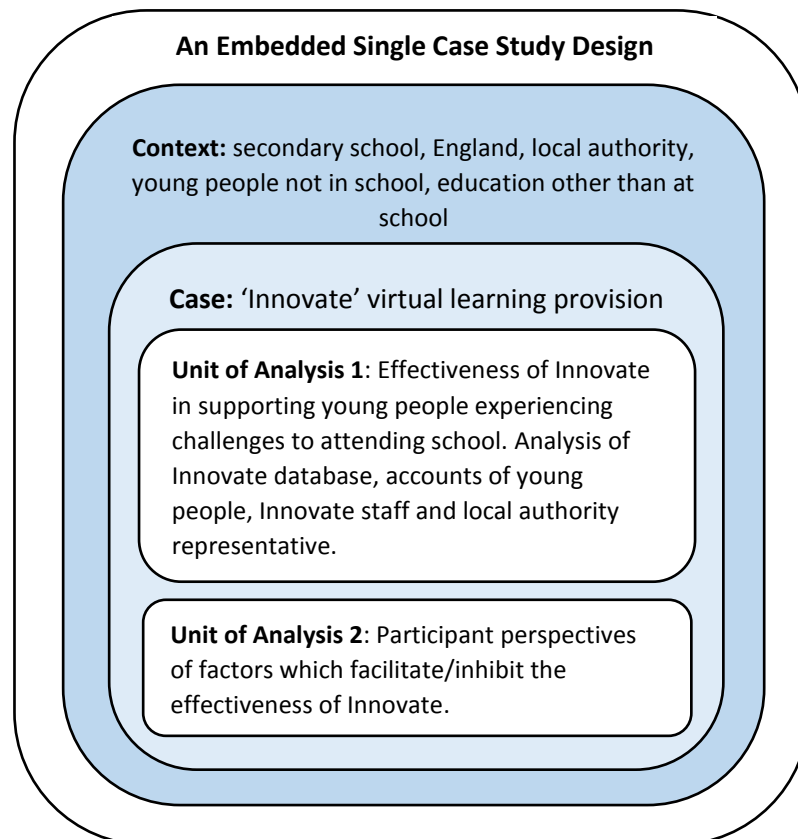 An Embedded Single Case Study Design
Context: secondary school, England, local authority,
young people not in school, education other than at
school
Case: ‘Innovate’ virtual learning provision
Unit of Analysis 1: Effectiveness of Innovate
in supporting young people experiencing
challenges to attending school. Analysis of
Innovate database, accounts of young
people, Innovate staff and local authority
representative.
Unit of Analysis 2: Participant perspectives
of factors which facilitate/inhibit the
effectiveness of Innovate.